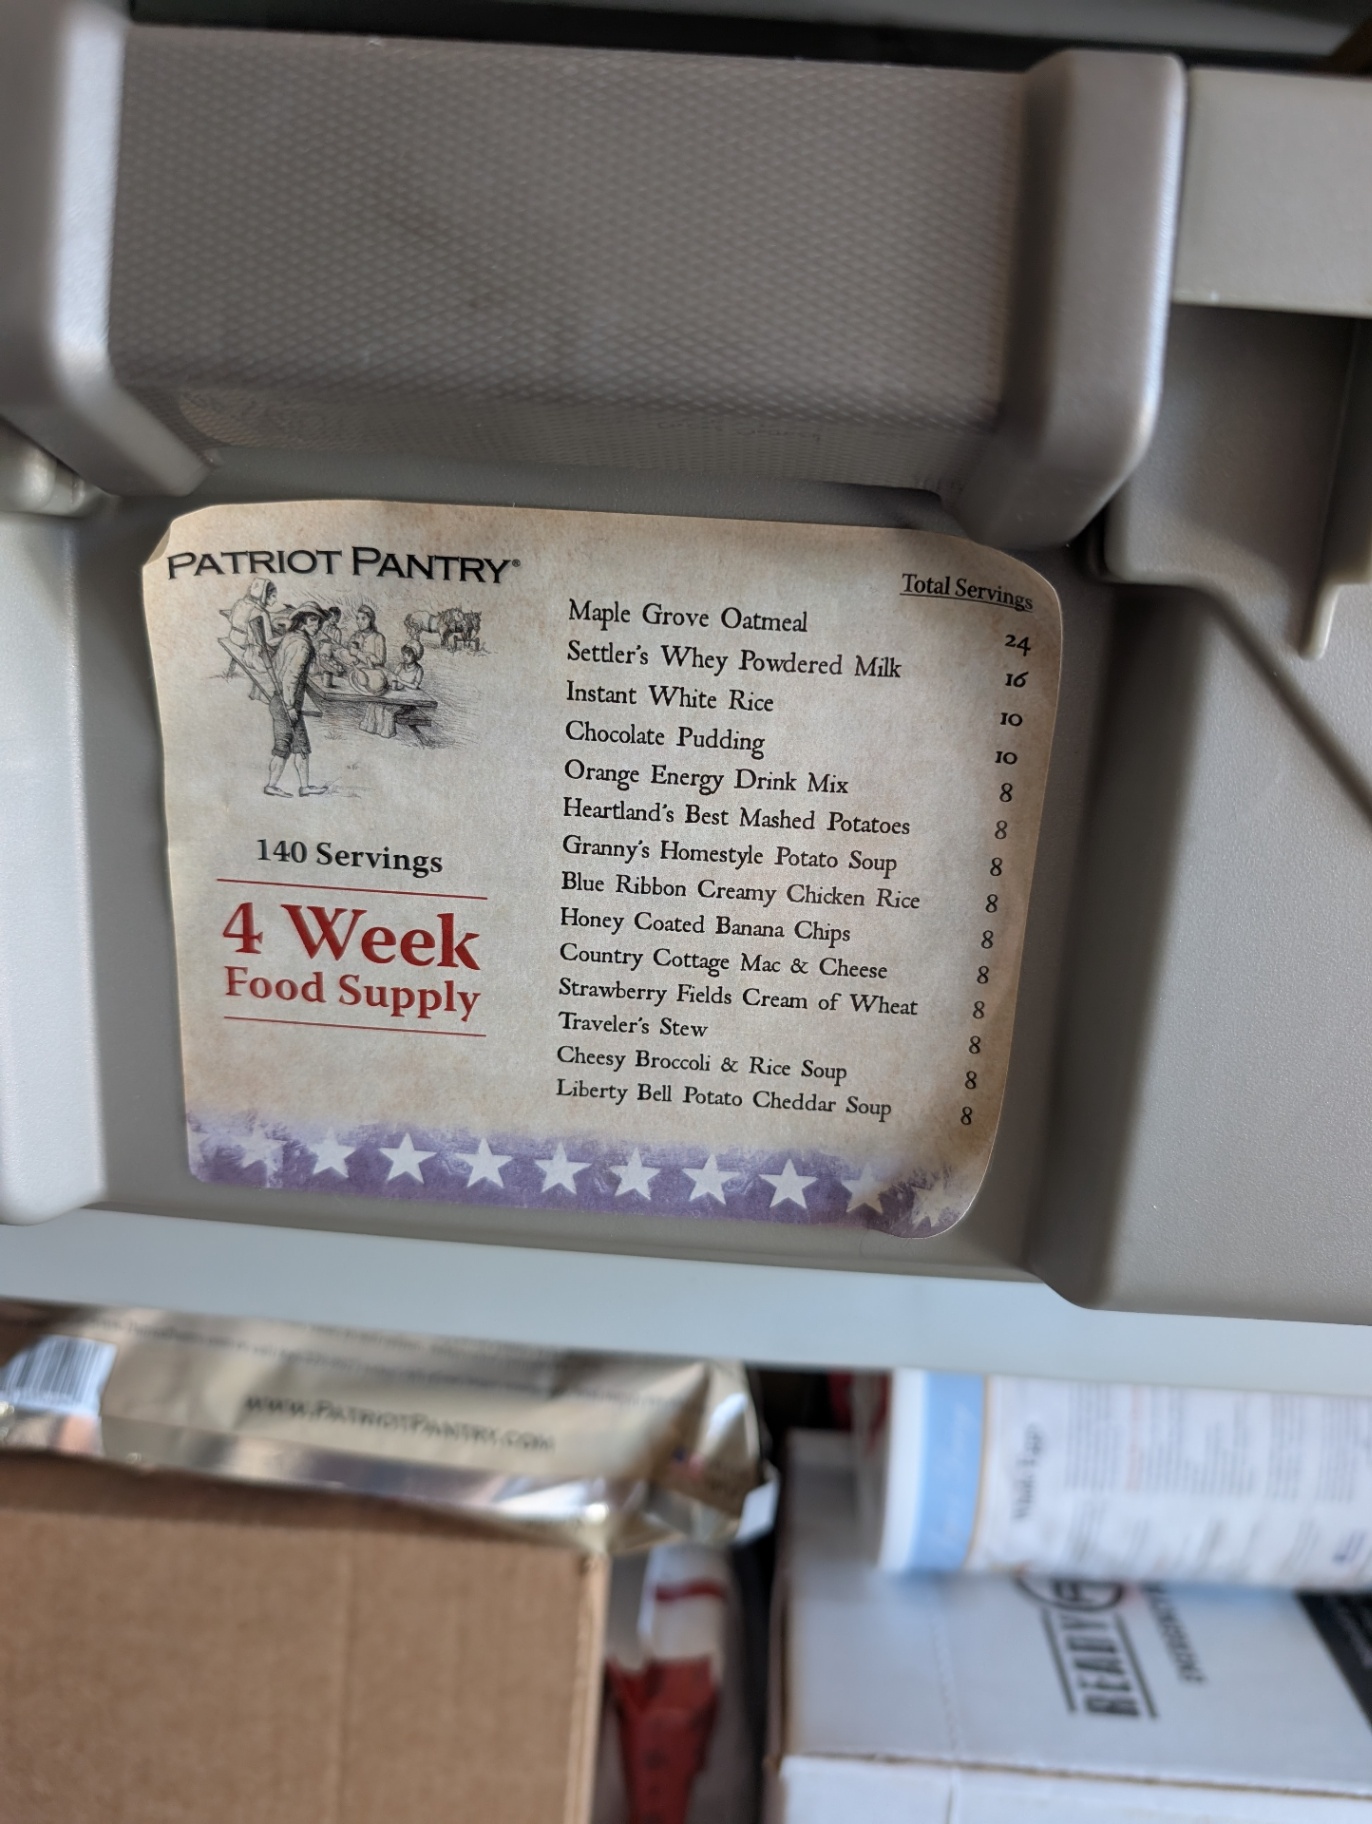 PATRIOT PANTRY®
Total Servings
Maple Grove Oatmeal 24
Settler's Whey Powdered Milk 16
Instant White Rice 10
Chocolate Pudding 10
Orange Energy Drink Mix 8
Heartland's Best Mashed Potatoes 8
Granny's Homestyle Potato Soup 8
Blue Ribbon Creamy Chicken Rice 8
Honey Coated Banana Chips 8
Country Cottage Mac & Cheese 8
Strawberry Fields Cream of Wheat 8
Traveler's Stew 8
Cheesy Broccoli & Rice Soup 8
Liberty Bell Potato Cheddar Soup 8
140 Servings
4 Week
Food Supply
www.PatriotPantry.com
READY